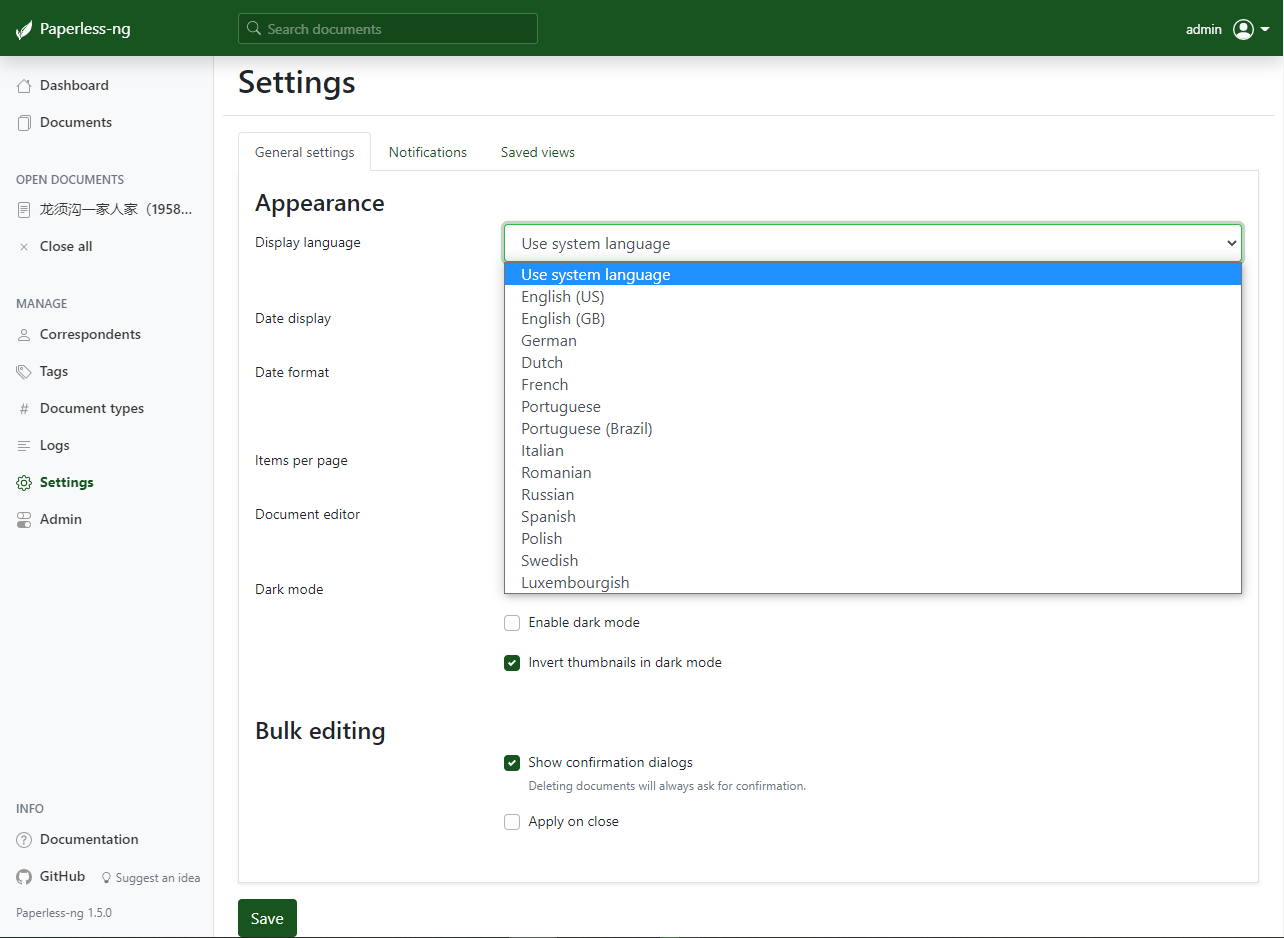 Paperless-ng
Search documents
admin
Dashboard
Documents
OPEN DOCUMENTS
龙须沟一家人家（1958...
Close all
MANAGE
Correspondents
Tags
Document types
Logs
Settings
Admin
INFO
Documentation
GitHub
Suggest an idea
Paperless-ng 1.5.0
Settings
General settings
Notifications
Saved views
Appearance
Display language
Use system language
Use system language
English (US)
English (GB)
German
Dutch
French
Portuguese
Portuguese (Brazil)
Italian
Romanian
Russian
Spanish
Polish
Swedish
Luxembourgish
Date display
Date format
Items per page
Document editor
Dark mode
Enable dark mode
Invert thumbnails in dark mode
Bulk editing
Show confirmation dialogs
Deleting documents will always ask for confirmation.
Apply on close
Save